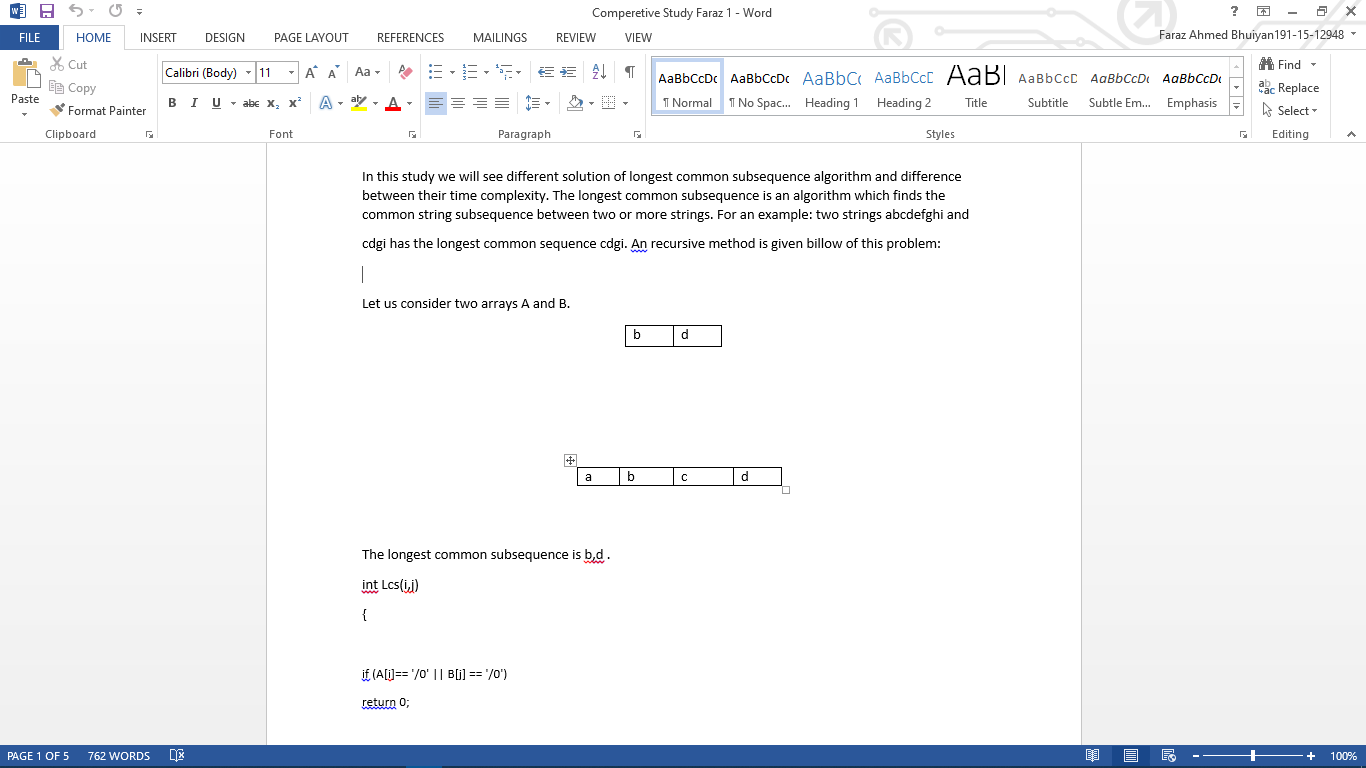 Comperetive Study Faraz 1 - Word
?
FILE HOME INSERT DESIGN PAGE LAYOUT REFERENCES MAILINGS REVIEW VIEW Faraz Ahmed Bhuiyan191-15-12948
Paste
Cut
Copy
Format Painter
Clipboard
Calibri (Body) 11
B I U abc x₂ x²
Font
Paragraph
AaBbCcDc AaBbCcDc AaBbCc AaBbCcD AaB AaBbCcD AaBbCcDc AaBbCcDc
¶ Normal ¶ No Spac... Heading 1 Heading 2 Title Subtitle Subtle Em... Emphasis
Styles
Find
Replace
Select
Editing
In this study we will see different solution of longest common subsequence algorithm and difference
between their time complexity. The longest common subsequence is an algorithm which finds the
common string subsequence between two or more strings. For an example: two strings abcdefghi and
cdgi has the longest common sequence cdgi. An recursive method is given billow of this problem:
Let us consider two arrays A and B.
b d
a b c d
The longest common subsequence is b,d .
int Lcs(i,j)
{
if (A[i]== '/0' || B[j] == '/0')
return 0;
PAGE 1 OF 5 762 WORDS 100%